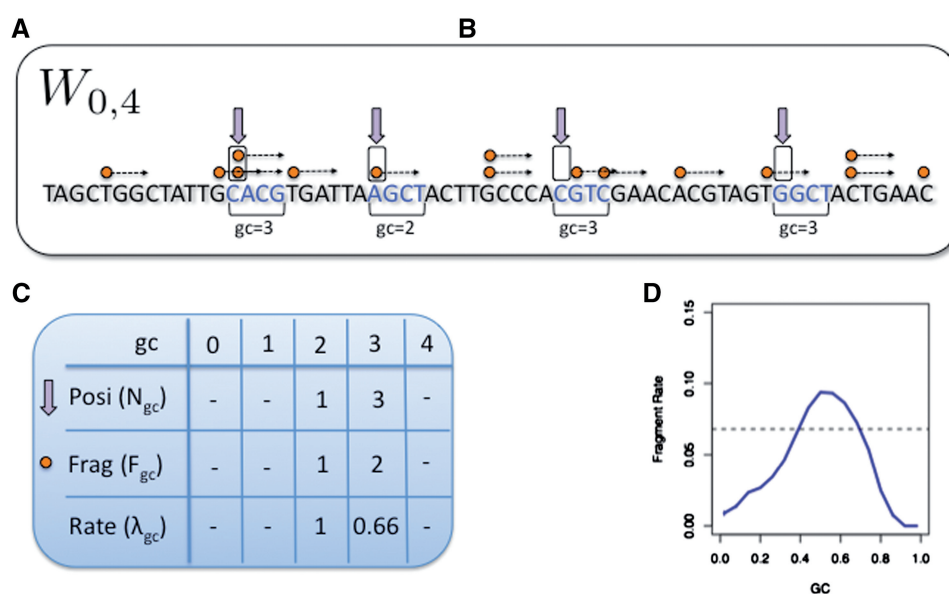 A
B
W0,4
TAGCTGGCTATTGCACGTGATTAAGCTACTTGCCCACGTCGAACACGTAGTGGCTACTGAAC
gc=3 gc=2 gc=3 gc=3
C
gc 0 1 2 3 4
Posi (Ngc) - - 1 3 -
Frag (Fgc) - - 1 2 -
Rate (λgc) - - 1 0.66 -
D
Fragment Rate
0.15
0.10
0.05
0.00
0.0 0.2 0.4 0.6 0.8 1.0
GC